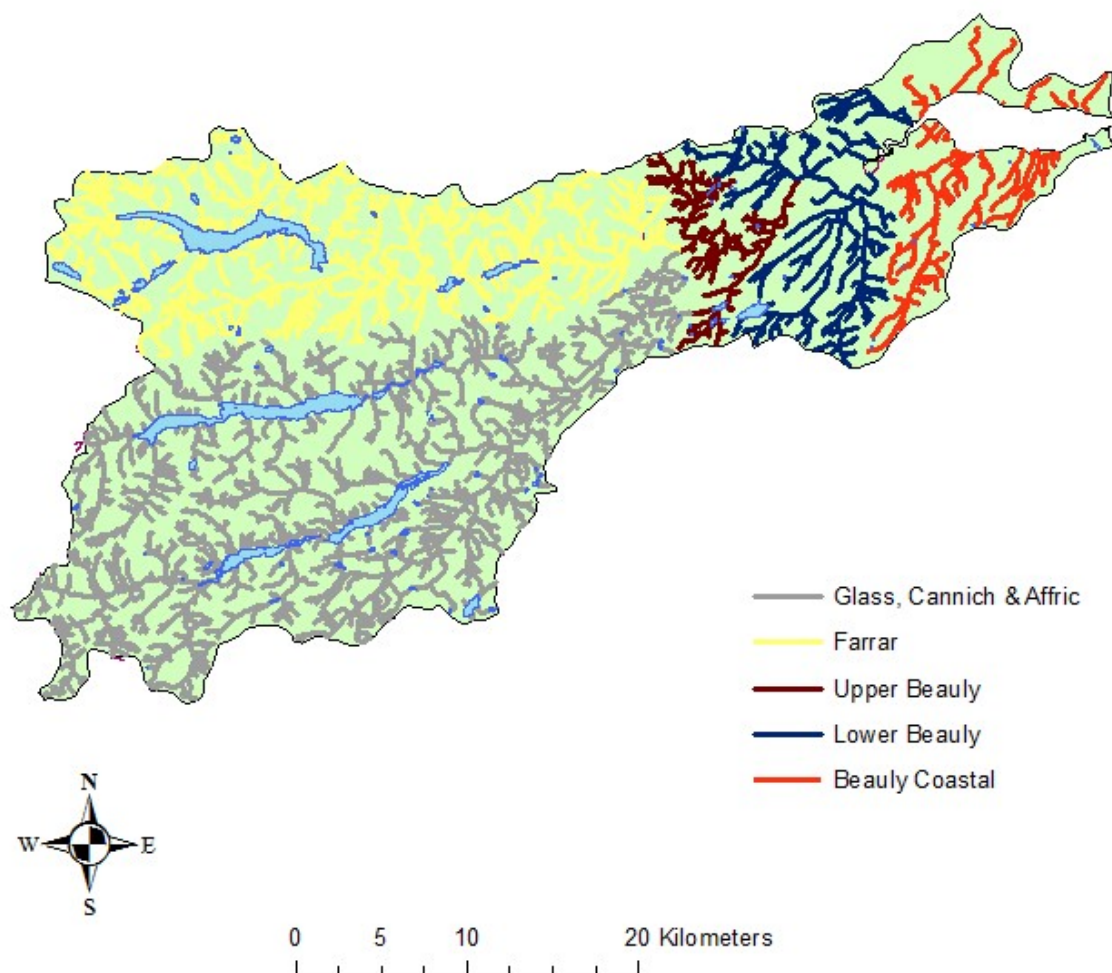 Glass, Cannich & Affric
Farrar
Upper Beauly
Lower Beauly
Beauly Coastal
N
W E
S
0 5 10 20 Kilometers